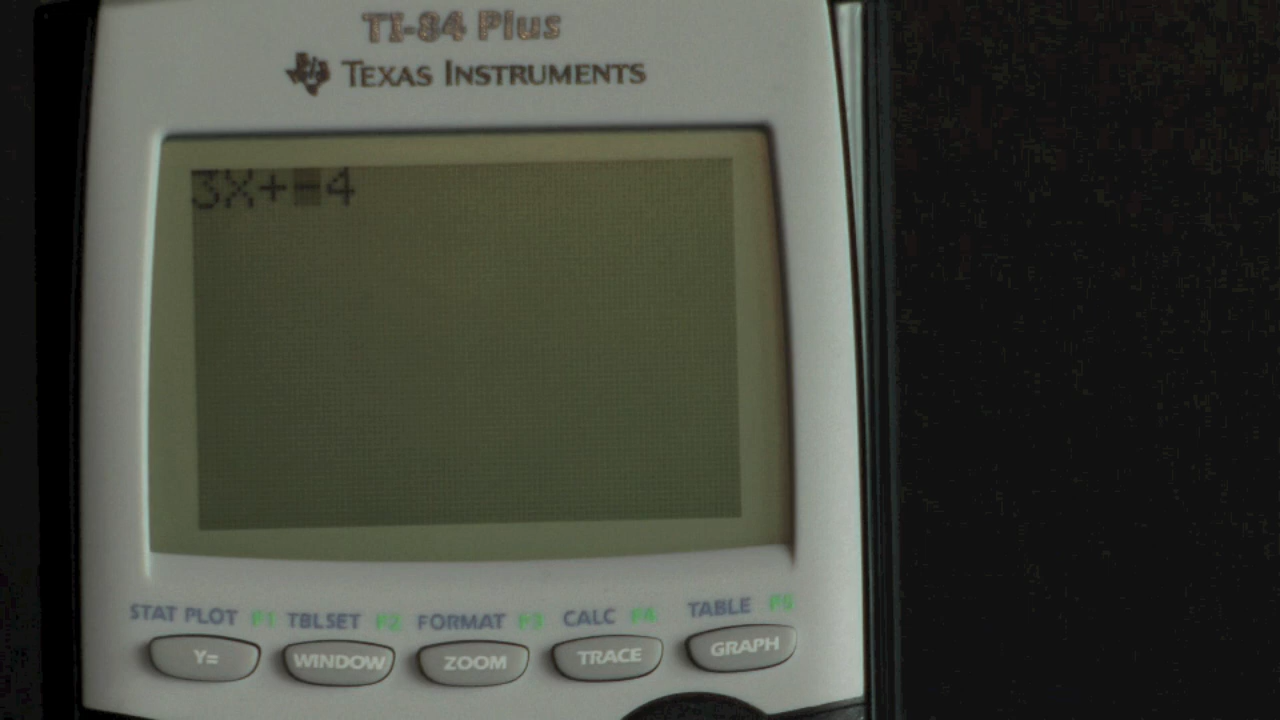 TI-84 Plus
TEXAS INSTRUMENTS
3X+-4
STAT PLOT F1 TBLSET F2 FORMAT F3 CALC F4 TABLE F5
Y= WINDOW ZOOM TRACE GRAPH